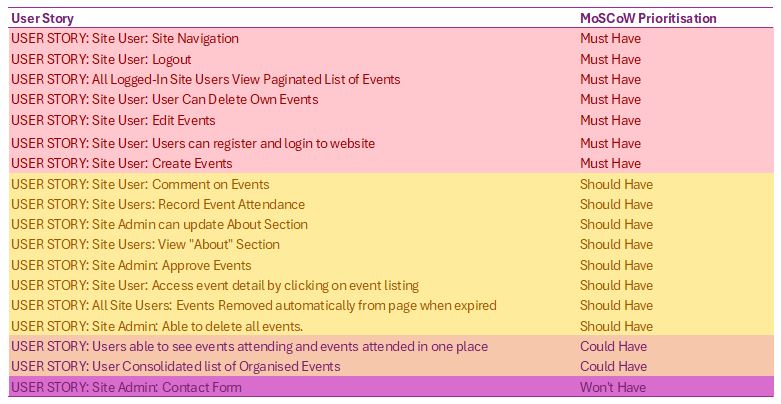 User Story MoSCoW Prioritisation
USER STORY: Site User: Site Navigation Must Have
USER STORY: Site User: Logout Must Have
USER STORY: All Logged-In Site Users View Paginated List of Events Must Have
USER STORY: Site User: User Can Delete Own Events Must Have
USER STORY: Site User: Edit Events Must Have
USER STORY: Site User: Users can register and login to website Must Have
USER STORY: Site User: Create Events Must Have
USER STORY: Site User: Comment on Events Should Have
USER STORY: Site Users: Record Event Attendance Should Have
USER STORY: Site Admin can update About Section Should Have
USER STORY: Site Users: View "About" Section Should Have
USER STORY: Site Admin: Approve Events Should Have
USER STORY: Site User: Access event detail by clicking on event listing Should Have
USER STORY: All Site Users: Events Removed automatically from page when expired Should Have
USER STORY: Site Admin: Able to delete all events. Should Have
USER STORY: Users able to see events attending and events attended in one place Could Have
USER STORY: User Consolidated list of Organised Events Could Have
USER STORY: Site Admin: Contact Form Won't Have